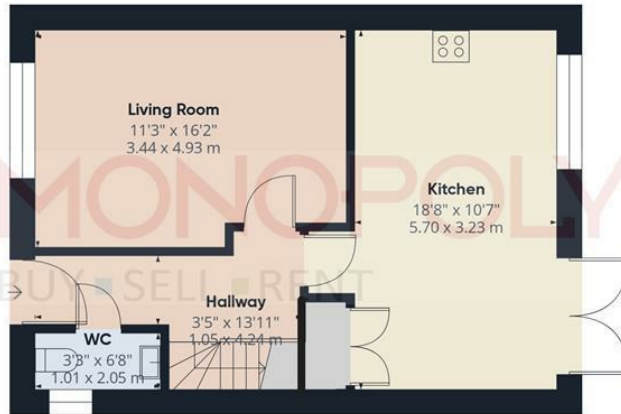 Living Room
11'3" x 16'2"
3.44 x 4.93 m
MONOPOLY
BUY ■ SELL ■ RENT
Kitchen
18'8" x 10'7"
5.70 x 3.23 m
Hallway
3'5" x 13'11"
1.05 x 4.24 m
WC
3'3" x 6'8"
1.01 x 2.05 m